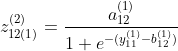 z_{12(1)}^{(2)} = \frac{a_{12}^{(1)}}{1 + e^{-(y_{11}^{(1)} - b_{12}^{(1)})}}